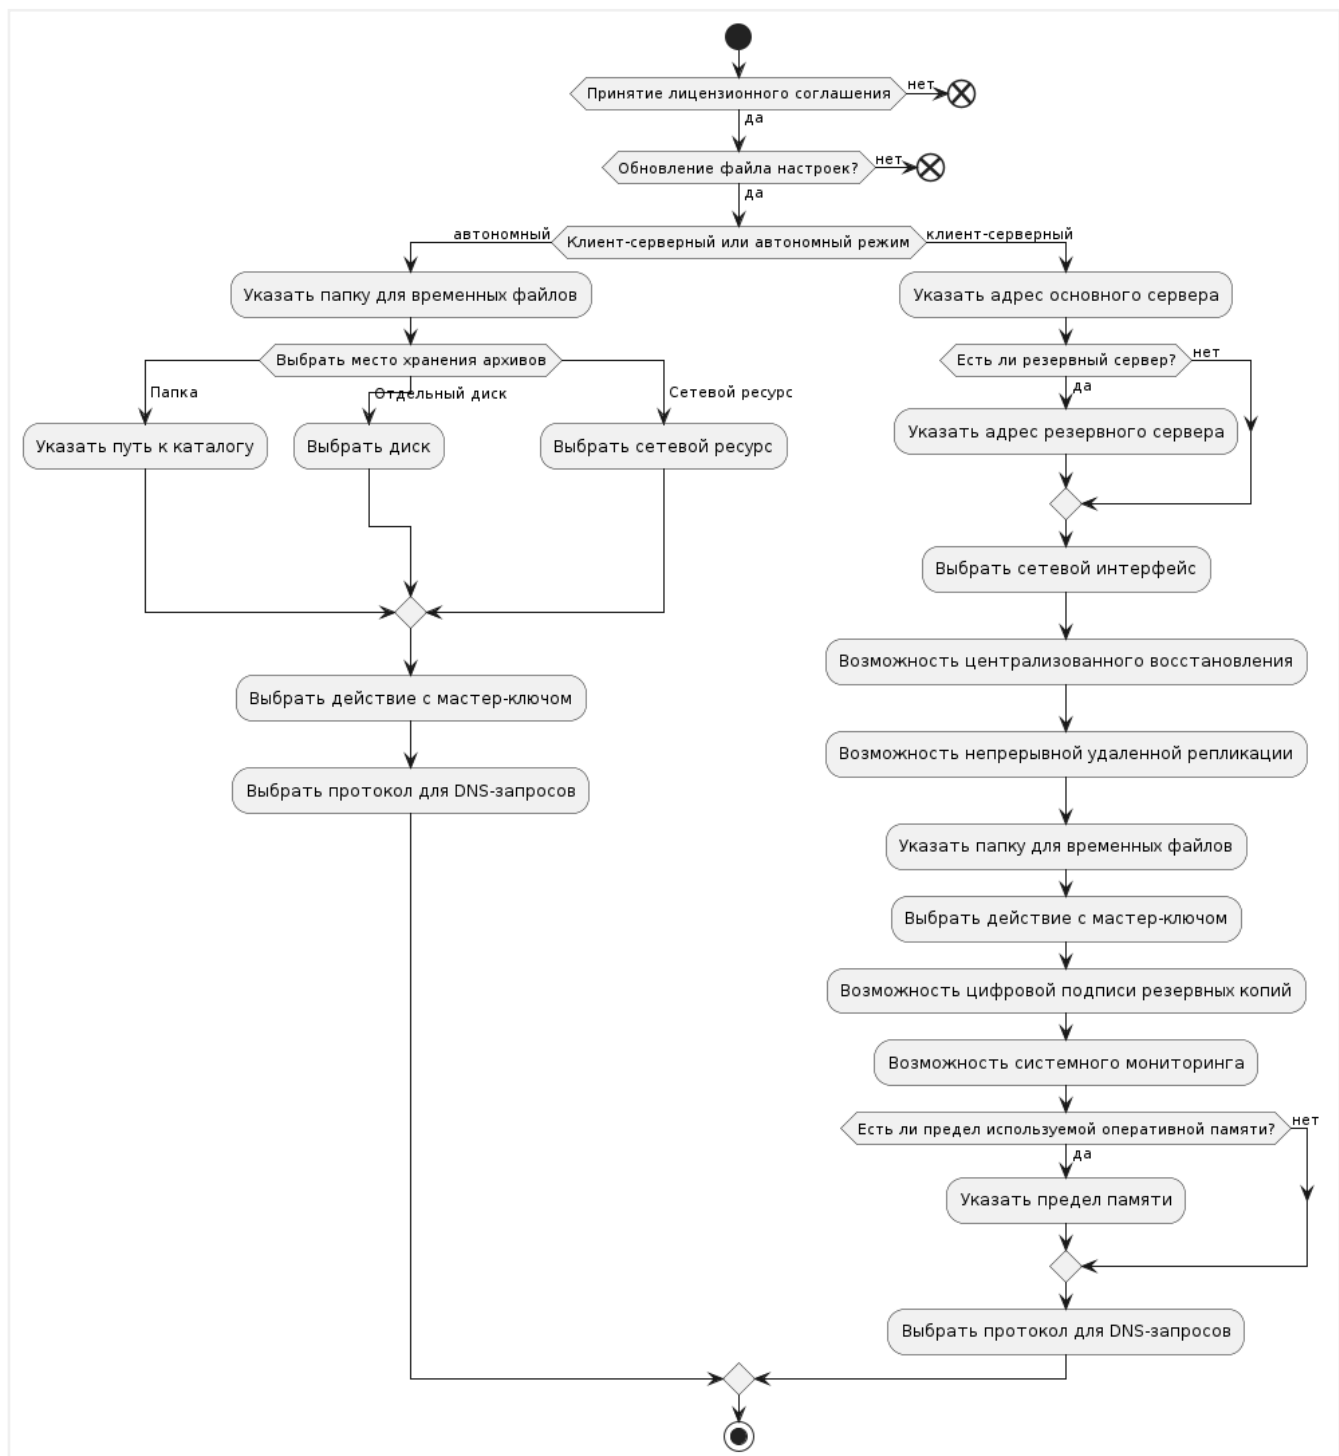 Принятие лицензионного соглашения
нет
да
Обновление файла настроек?
нет
да
Клиент-серверный или автономный режим
автономный
клиент-серверный
Указать папку для временных файлов
Выбрать место хранения архивов
Папка
Отдельный диск
Сетевой ресурс
Указать путь к каталогу
Выбрать диск
Выбрать сетевой ресурс
Выбрать действие с мастер-ключом
Выбрать протокол для DNS-запросов
Указать адрес основного сервера
Есть ли резервный сервер?
нет
да
Указать адрес резервного сервера
Выбрать сетевой интерфейс
Возможность централизованного восстановления
Возможность непрерывной удаленной репликации
Указать папку для временных файлов
Выбрать действие с мастер-ключом
Возможность цифровой подписи резервных копий
Возможность системного мониторинга
Есть ли предел используемой оперативной памяти?
нет
да
Указать предел памяти
Выбрать протокол для DNS-запросов